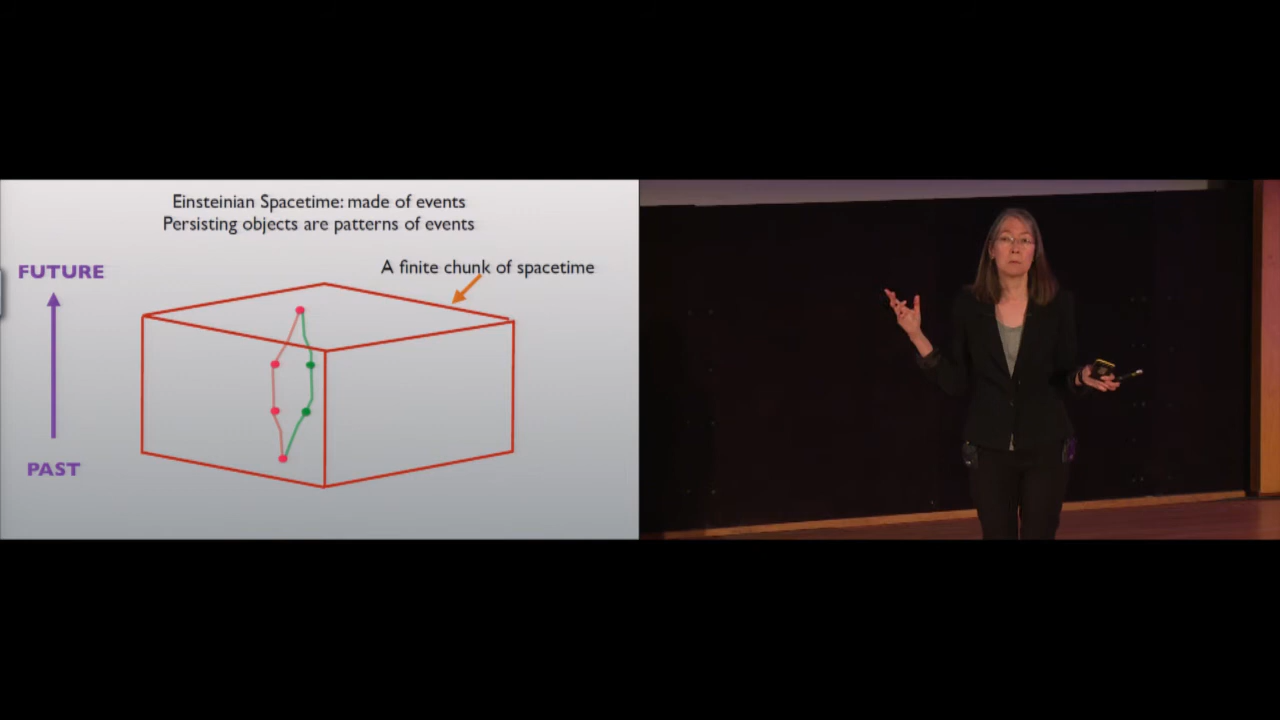 Einsteinian Spacetime: made of events
Persisting objects are patterns of events
A finite chunk of spacetime
FUTURE
PAST